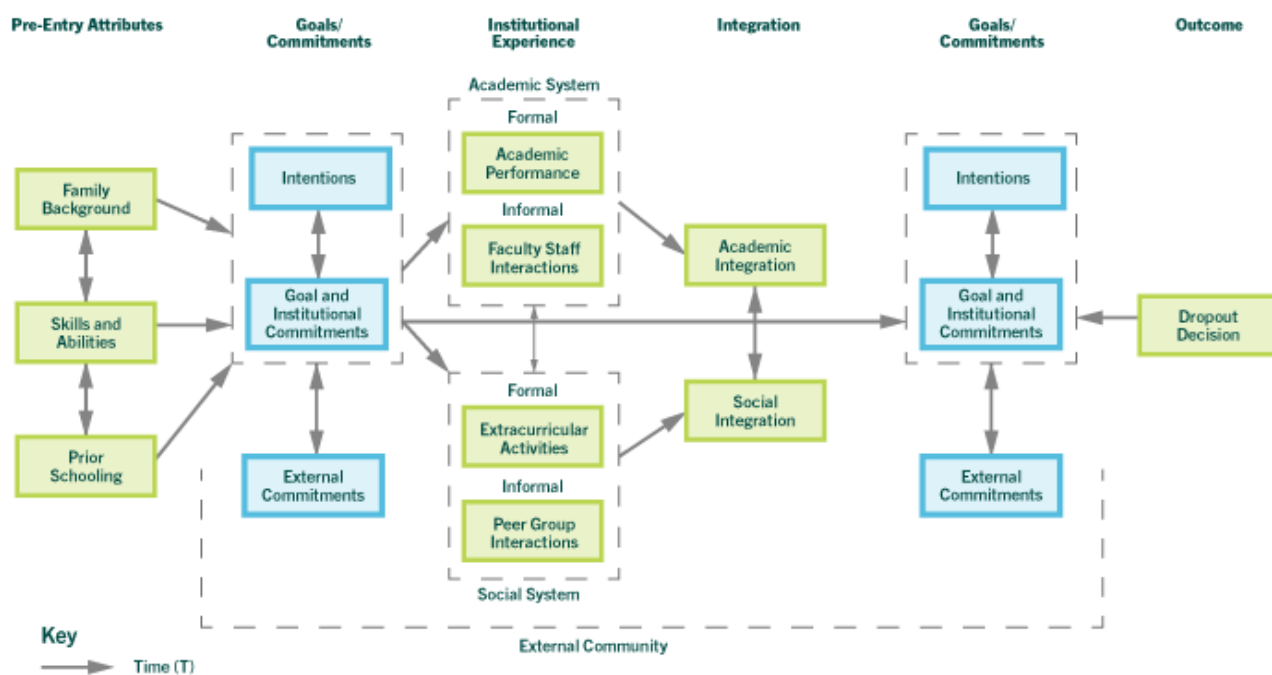 Pre-Entry Attributes
Goals/
Commitments
Institutional
Experience
Integration
Goals/
Commitments
Outcome
Academic System
Formal
Academic
Performance
Informal
Faculty Staff
Interactions
Family
Background
Skills and
Abilities
Prior
Schooling
Intentions
Goal and
Institutional
Commitments
External
Commitments
Formal
Extracurricular
Activities
Informal
Peer Group
Interactions
Social System
Academic
Integration
Social
Integration
Intentions
Goal and
Institutional
Commitments
External
Commitments
Dropout
Decision
External Community
Key
Time (T)